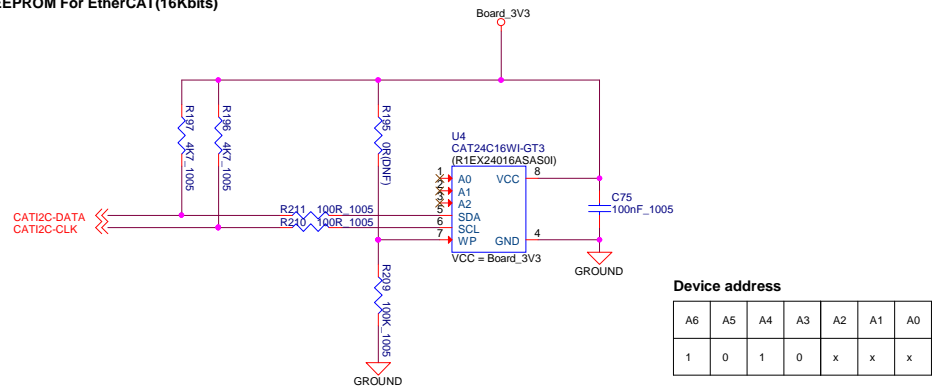 EEPROM For EtherCAT(16Kbits)
Board_3V3
R197 4K7_1005
R196 4K7_1005
R195 0R(DNF)
U4
CAT24C16WI-GT3
(R1EX24016ASAS0I)
1 A0 VCC 8
2 A1
3 A2
C75
100nF_1005
CATI2C-DATA R211 100R_1005 5 SDA
CATI2C-CLK R210 100R_1005 6 SCL
7 WP GND 4
VCC = Board_3V3
GROUND
R209 100K_1005
GROUND
Device address
A6 A5 A4 A3 A2 A1 A0
1 0 1 0 x x x